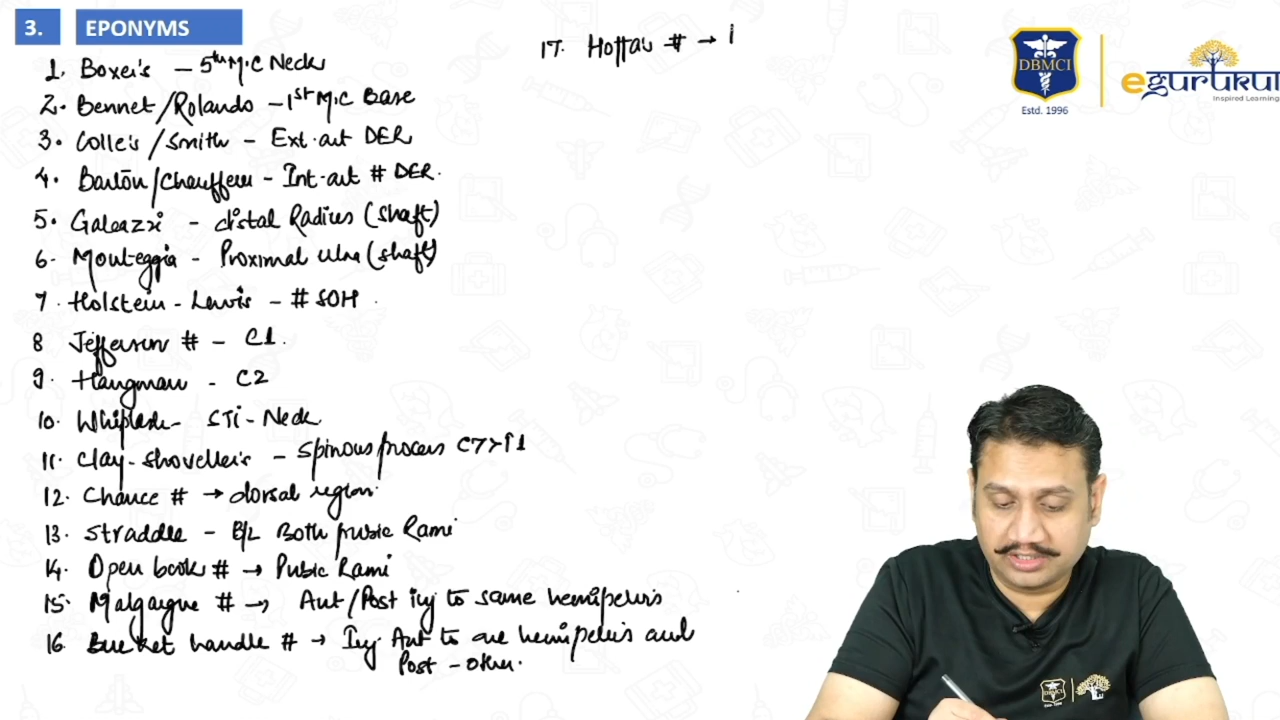 3. EPONYMS
1. Boxer's - 5th M.C Neck
2. Bennet/Rolando - 1st M.C Base
3. Colle's/Smith - Ext. art DER
4. Barton/Chauffeur - Int. art # DER.
5. Galeazzi - distal Radius (shaft)
6. Monteggia - Proximal ulna (shaft)
7. Holstein-Lewis - # SOH.
8 Jefferson # - C1.
9. Hangman - C2
10. Whiplash - STI - Neck
11. Clay-shoveller's - Spinous process C7>T1
12. Chance # → dorsal region.
13. Straddle - B/L Both pubic Rami
14. Open book # → Pubic Rami
15. Malgaigne # → Ant/Post inj to same hemipelvis
16. Bucket handle # → Inj Ant to one hemipelvis and
Post - other.
17. Hoffa's # →
DBMCI
Estd. 1996
egurukul
Inspired Learning